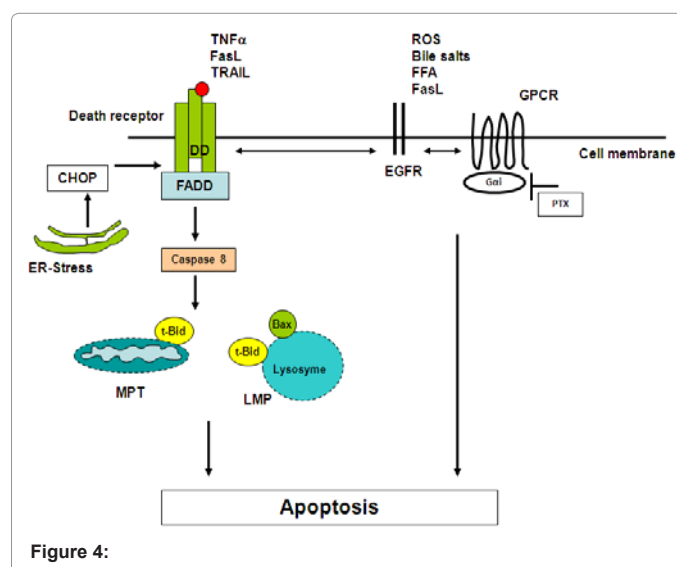 TNFα
FasL
TRAIL
ROS
Bile salts
FFA
FasL
GPCR
Death receptor
DD
Cell membrane
EGFR
CHOP
FADD
Gαi
PTX
ER-Stress
Caspase 8
t-Bid
Bax
t-Bid
Lysosyme
MPT
LMP
Apoptosis
Figure 4: